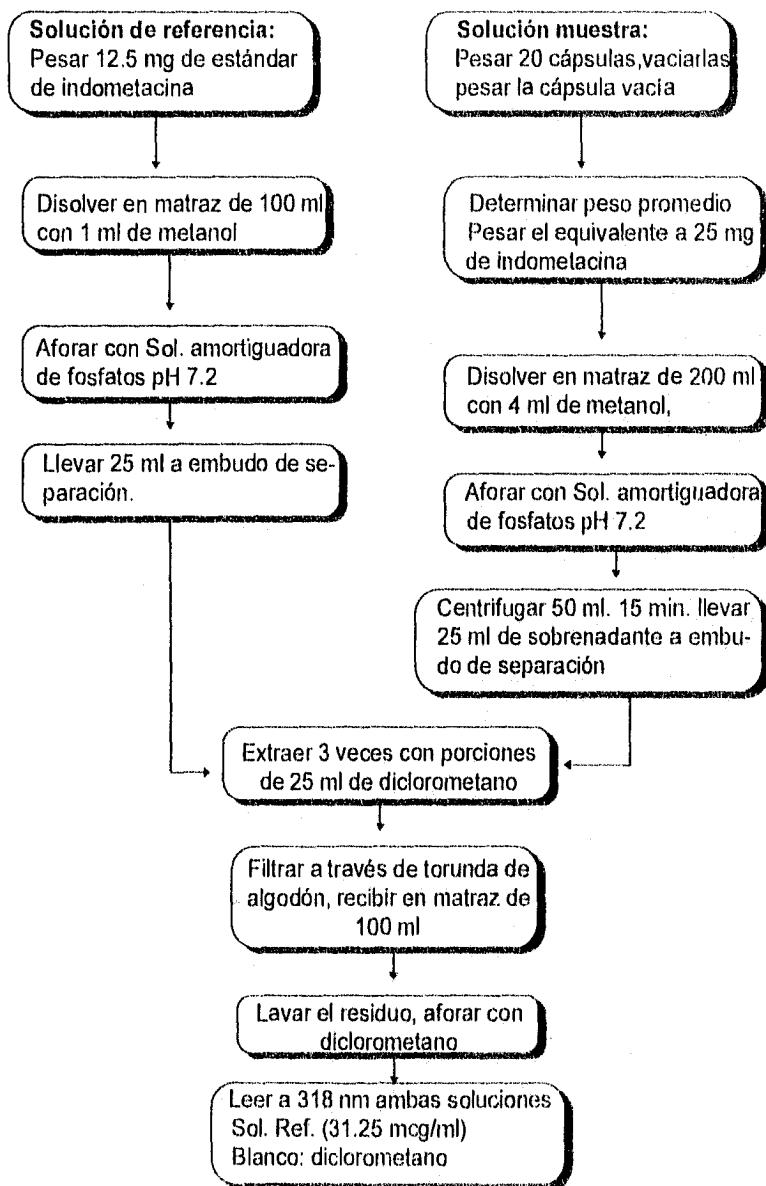 Solución de referencia:
Pesar 12.5 mg de estándar
de indometacina
Disolver en matraz de 100 ml
con 1 ml de metanol
Aforar con Sol. amortiguadora
de fosfatos pH 7.2
Llevar 25 ml a embudo de se-
paración.
Solución muestra:
Pesar 20 cápsulas,vaciarlas
pesar la cápsula vacía
Determinar peso promedio
Pesar el equivalente a 25 mg
de indometacina
Disolver en matraz de 200 ml
con 4 ml de metanol,
Aforar con Sol. amortiguadora
de fosfatos pH 7.2
Centrifugar 50 ml. 15 min. llevar
25 ml de sobrenadante a embu-
do de separación
Extraer 3 veces con porciones
de 25 ml de diclorometano
Filtrar a través de torunda de
algodón, recibir en matraz de
100 ml
Lavar el residuo, aforar con
diclorometano
Leer a 318 nm ambas soluciones
Sol. Ref. (31.25 mcg/ml)
Blanco: diclorometano